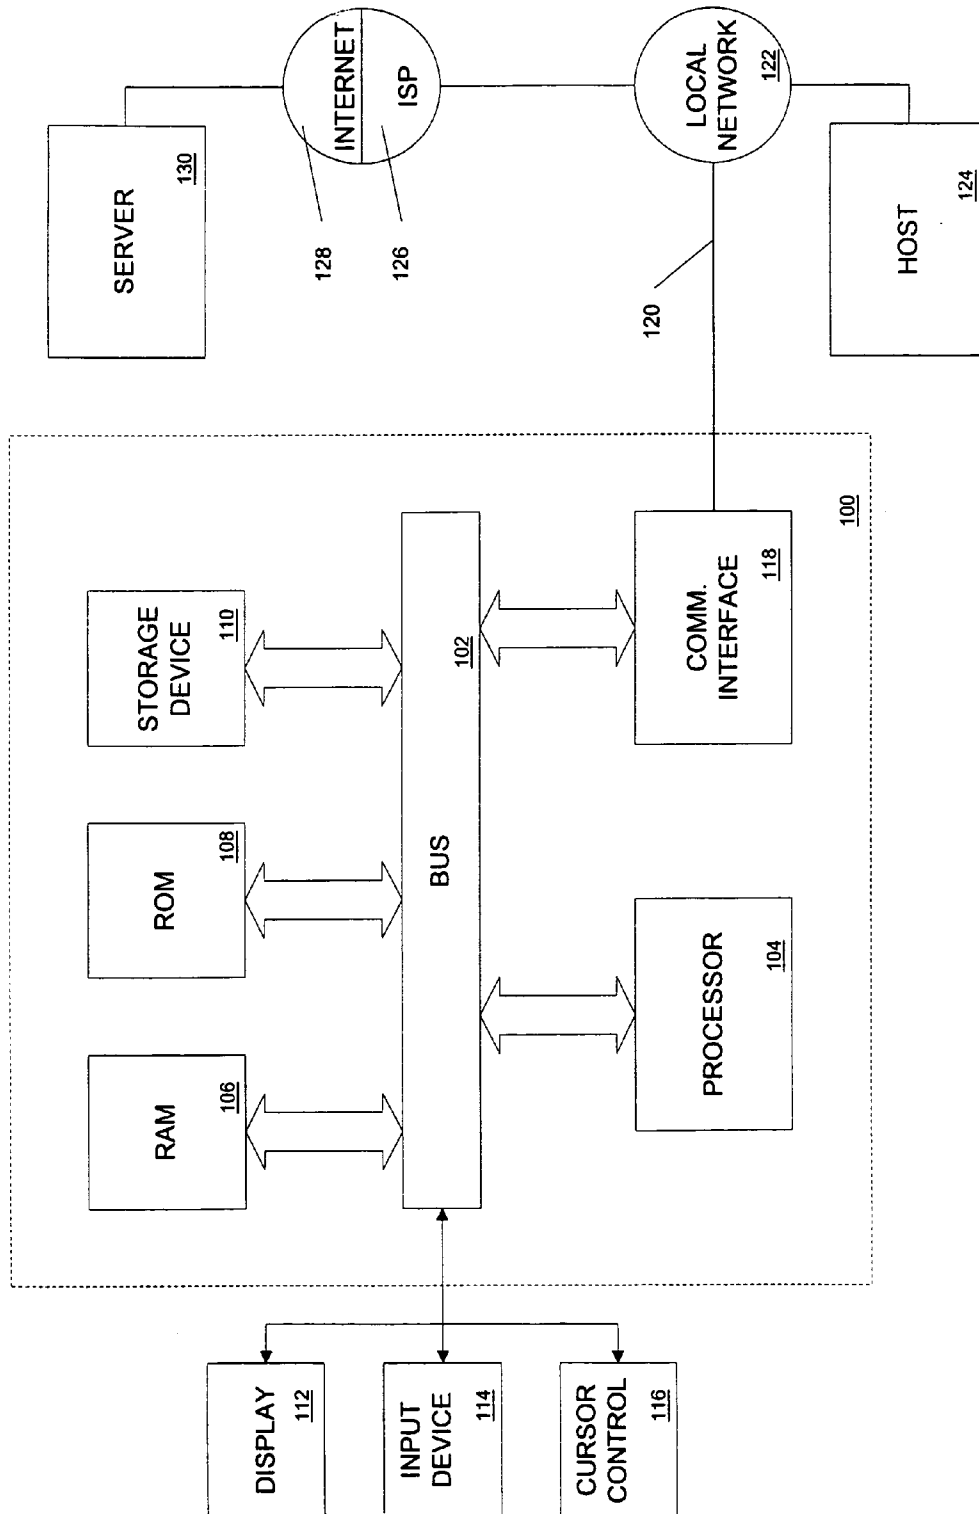 DISPLAY
112
INPUT
DEVICE
114
CURSOR
CONTROL
116
RAM
106
ROM
108
STORAGE
DEVICE
110
BUS
102
PROCESSOR
104
COMM.
INTERFACE
118
100
SERVER
130
INTERNET
ISP
128
126
120
LOCAL
NETWORK
122
HOST
124